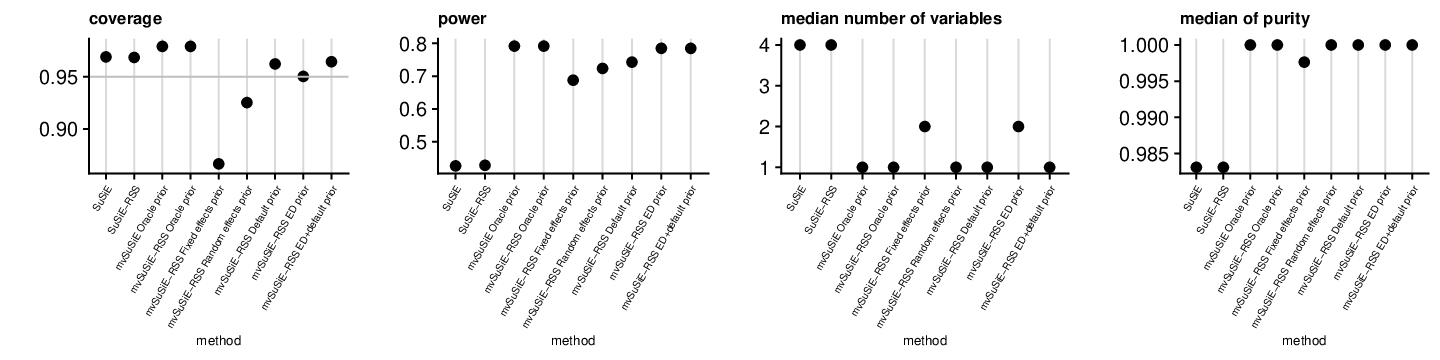 coverage
0.95
0.90
SuSiE
SuSiE−RSS
mvSuSiE Oracle prior
mvSuSiE−RSS Oracle prior
mvSuSiE−RSS Fixed effects prior
mvSuSiE−RSS Random effects prior
mvSuSiE−RSS Default prior
mvSuSiE−RSS ED prior
mvSuSiE−RSS ED+default prior
method
power
0.8
0.7
0.6
0.5
SuSiE
SuSiE−RSS
mvSuSiE Oracle prior
mvSuSiE−RSS Oracle prior
mvSuSiE−RSS Fixed effects prior
mvSuSiE−RSS Random effects prior
mvSuSiE−RSS Default prior
mvSuSiE−RSS ED prior
mvSuSiE−RSS ED+default prior
method
median number of variables
4
3
2
1
SuSiE
SuSiE−RSS
mvSuSiE Oracle prior
mvSuSiE−RSS Oracle prior
mvSuSiE−RSS Fixed effects prior
mvSuSiE−RSS Random effects prior
mvSuSiE−RSS Default prior
mvSuSiE−RSS ED prior
mvSuSiE−RSS ED+default prior
method
median of purity
1.000
0.995
0.990
0.985
SuSiE
SuSiE−RSS
mvSuSiE Oracle prior
mvSuSiE−RSS Oracle prior
mvSuSiE−RSS Fixed effects prior
mvSuSiE−RSS Random effects prior
mvSuSiE−RSS Default prior
mvSuSiE−RSS ED prior
mvSuSiE−RSS ED+default prior
method